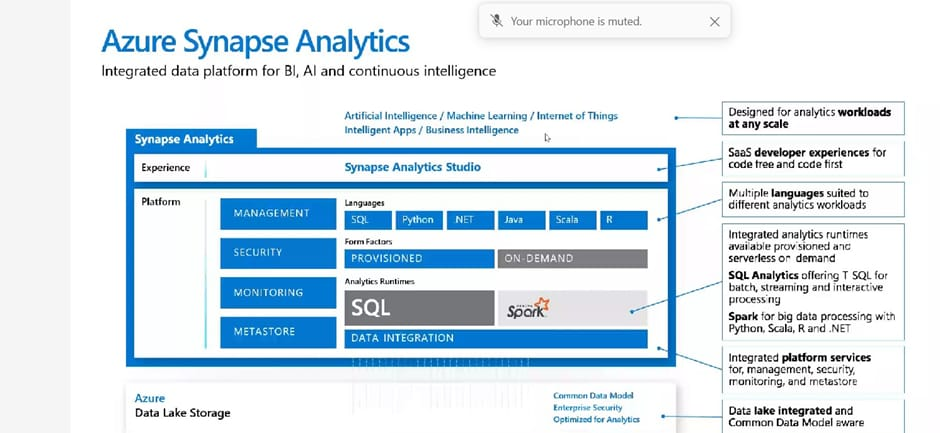 Your microphone is muted.
Azure Synapse Analytics
Integrated data platform for BI, AI and continuous intelligence
Artificial Intelligence / Machine Learning / Internet of Things
Intelligent Apps / Business Intelligence
Synapse Analytics
Experience
Synapse Analytics Studio
Platform
MANAGEMENT
SECURITY
MONITORING
METASTORE
Languages
SQL
Python
.NET
Java
Scala
R
Form Factors
PROVISIONED
ON-DEMAND
Analytics Runtimes
SQL
Spark
DATA INTEGRATION
Azure
Data Lake Storage
Common Data Model
Enterprise Security
Optimized for Analytics
Designed for analytics workloads
at any scale
SaaS developer experiences for
code free and code first
Multiple languages suited to
different analytics workloads
Integrated analytics runtimes
available provisioned and
serverless on demand
SQL Analytics offering T SQL for
batch, streaming and interactive
processing
Spark for big data processing with
Python, Scala, R and .NET
Integrated platform services
for, management, security,
monitoring, and metastore
Data lake integrated and
Common Data Model aware